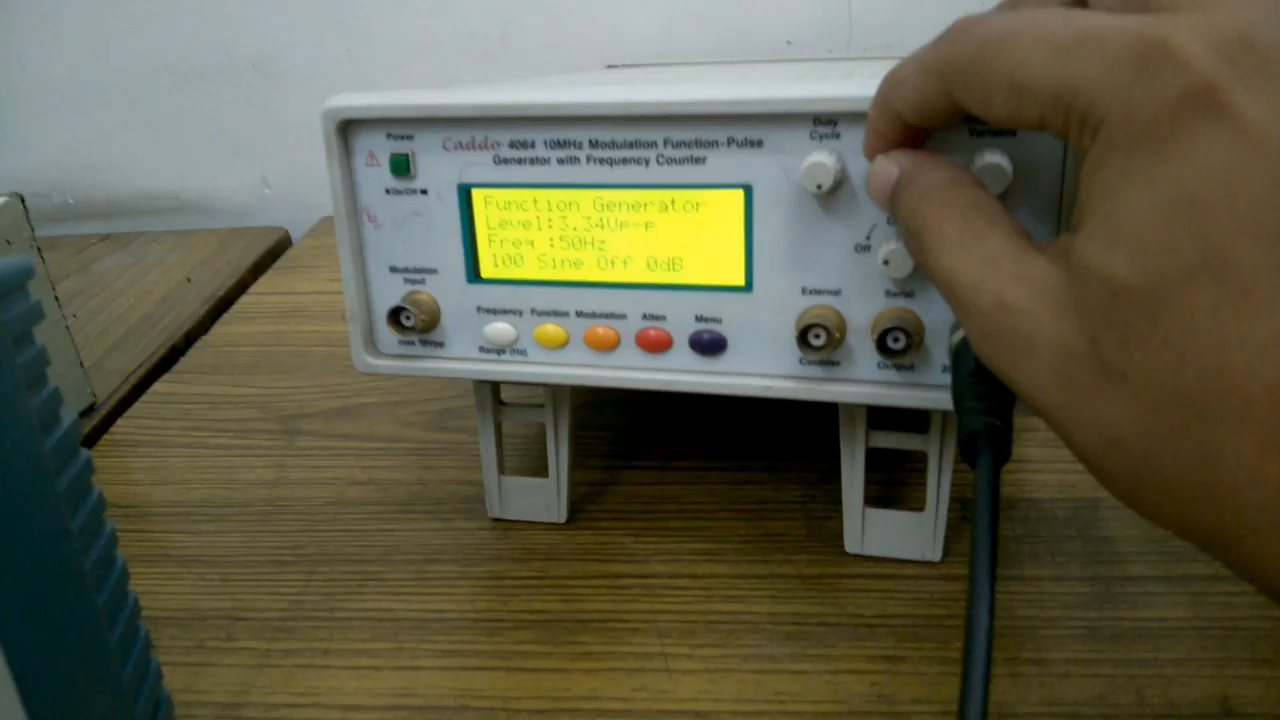 Power
Caddo 4064 10MHz Modulation Function-Pulse
Generator with Frequency Counter
Duty
Cycle
Variable
On/Off
Function Generator
Level:3.34Vp-p
Freq :50Hz
100 Sine Off 0dB
Off
Modulation
Input
max 10Vpp
Frequency
Range (Hz)
Function
Modulation
Atten
Menu
External
Counter
Output